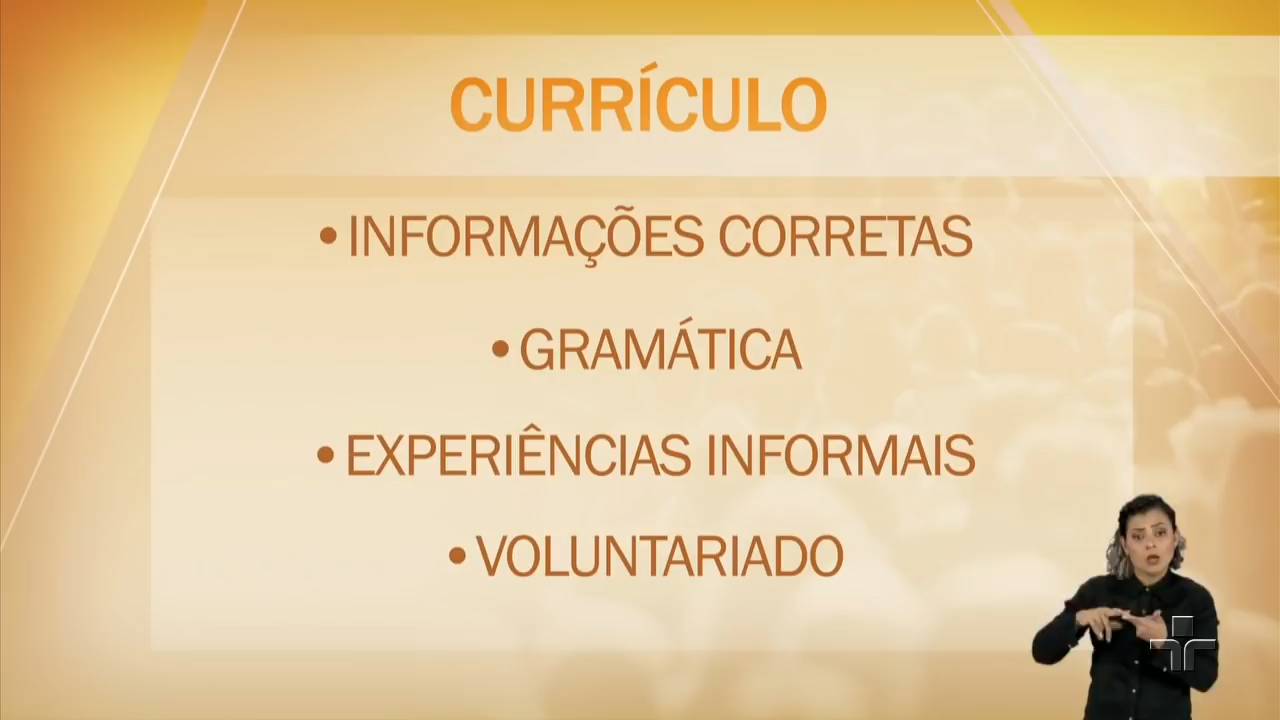 CURRÍCULO
• INFORMAÇÕES CORRETAS
• GRAMÁTICA
• EXPERIÊNCIAS INFORMAIS
• VOLUNTARIADO